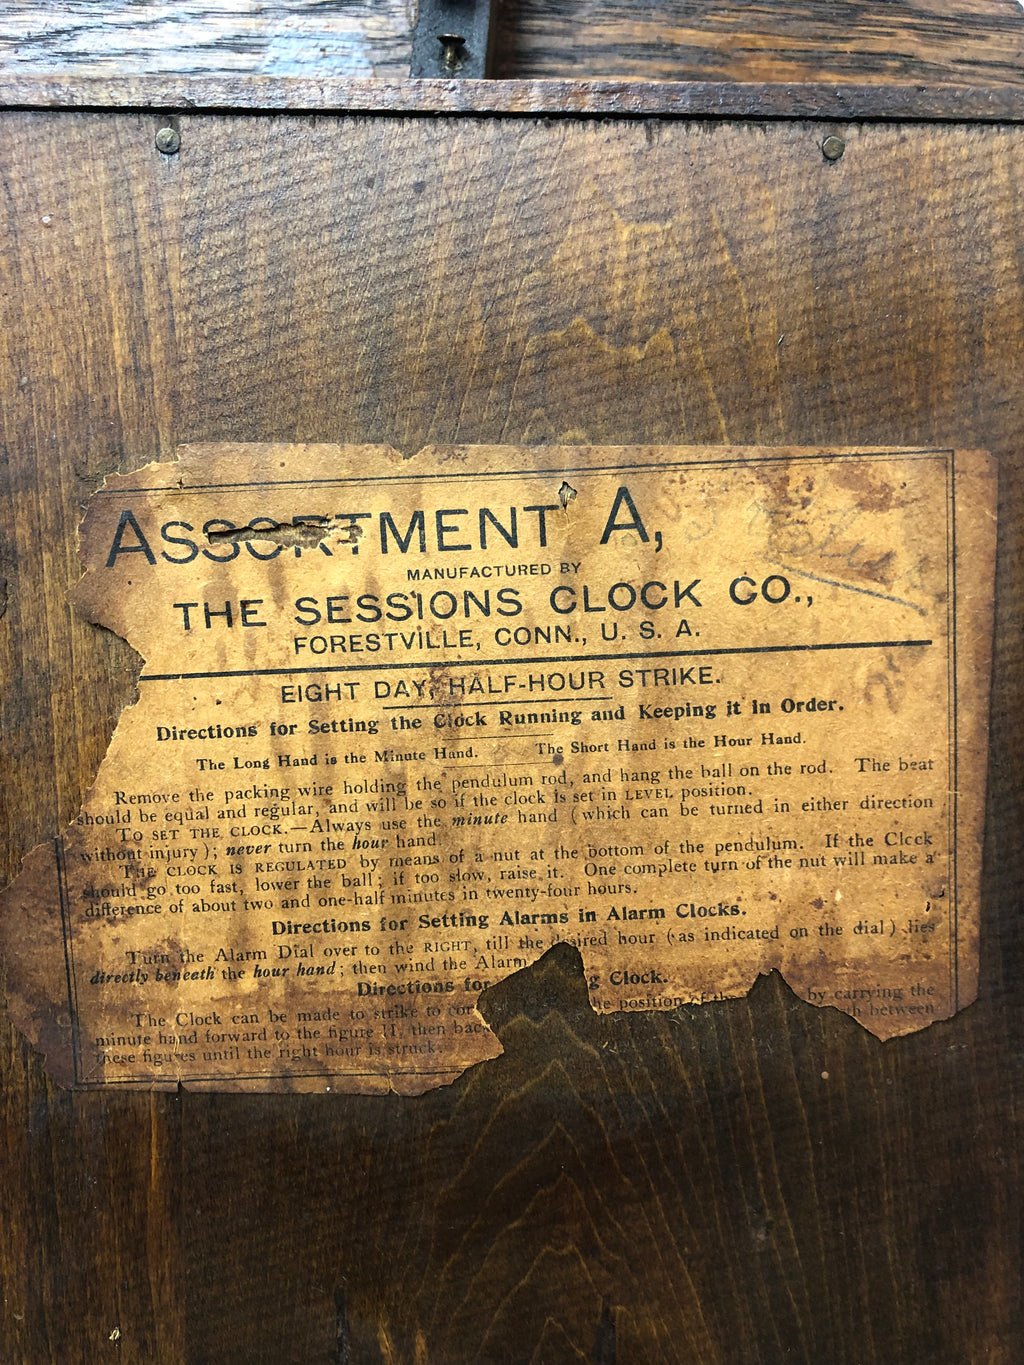 ASSORTMENT A,
MANUFACTURED BY
THE SESSIONS CLOCK CO.,
FORESTVILLE, CONN., U. S. A.
EIGHT DAY, HALF-HOUR STRIKE.
Directions for Setting the Clock Running and Keeping it in Order.
The Long Hand is the Minute Hand. The Short Hand is the Hour Hand.
Remove the packing wire holding the pendulum rod, and hang the ball on the rod. The beat
should be equal and regular, and will be so if the clock is set in LEVEL position.
TO SET THE CLOCK.—Always use the minute hand (which can be turned in either direction
without injury); never turn the hour hand.
THE CLOCK IS REGULATED by means of a nut at the bottom of the pendulum. If the Clock
should go too fast, lower the ball; if too slow, raise it. One complete turn of the nut will make a
difference of about two and one-half minutes in twenty-four hours.
Directions for Setting Alarms in Alarm Clocks.
Turn the Alarm Dial over to the RIGHT, till the desired hour (as indicated on the dial) lies
directly beneath the hour hand; then wind the Alarm
Directions for g Clock.
The Clock can be made to strike to cor the position of the by carrying the
minute hand forward to the figure II, then back th between
these figures until the right hour is struck.